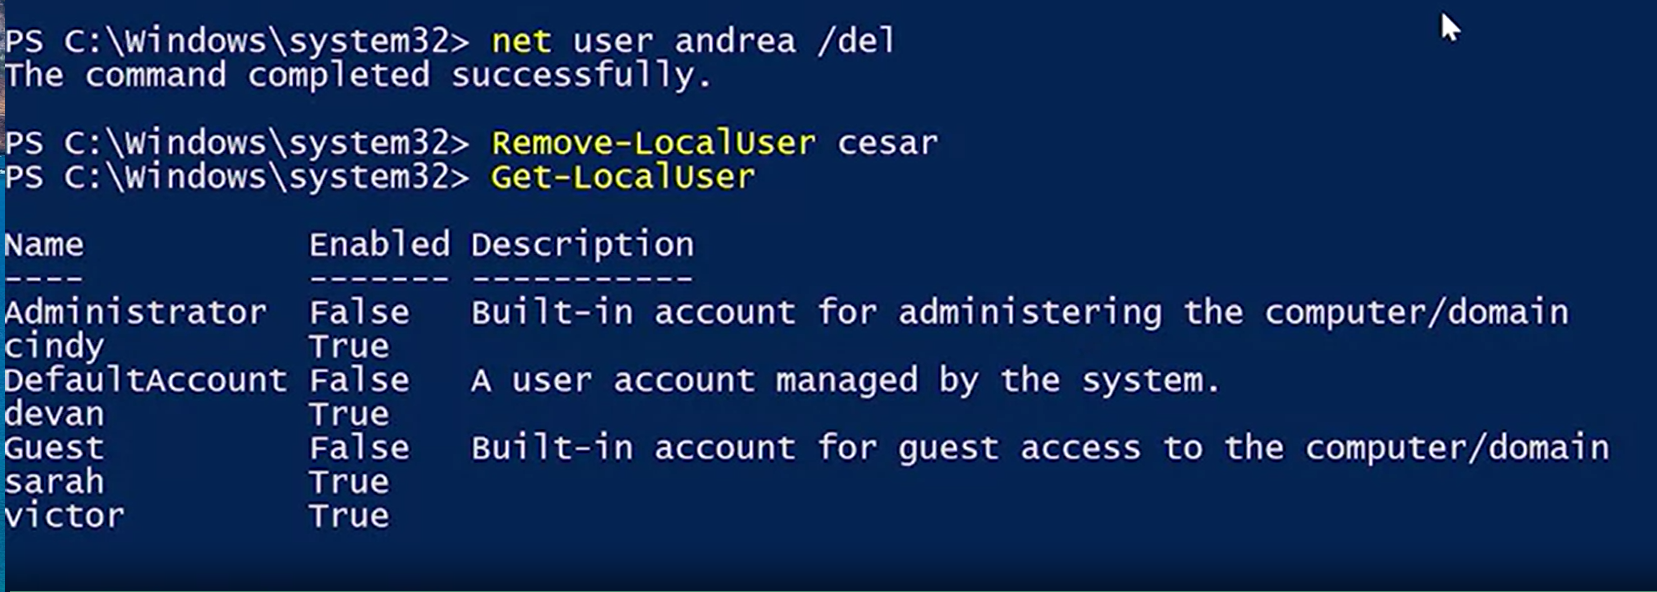 PS C:\Windows\system32> net user andrea /del
The command completed successfully.
PS C:\Windows\system32> Remove-LocalUser cesar
PS C:\Windows\system32> Get-LocalUser
Name Enabled Description
---- ------- -----------
Administrator False Built-in account for administering the computer/domain
cindy True
DefaultAccount False A user account managed by the system.
devan True
Guest False Built-in account for guest access to the computer/domain
sarah True
victor True